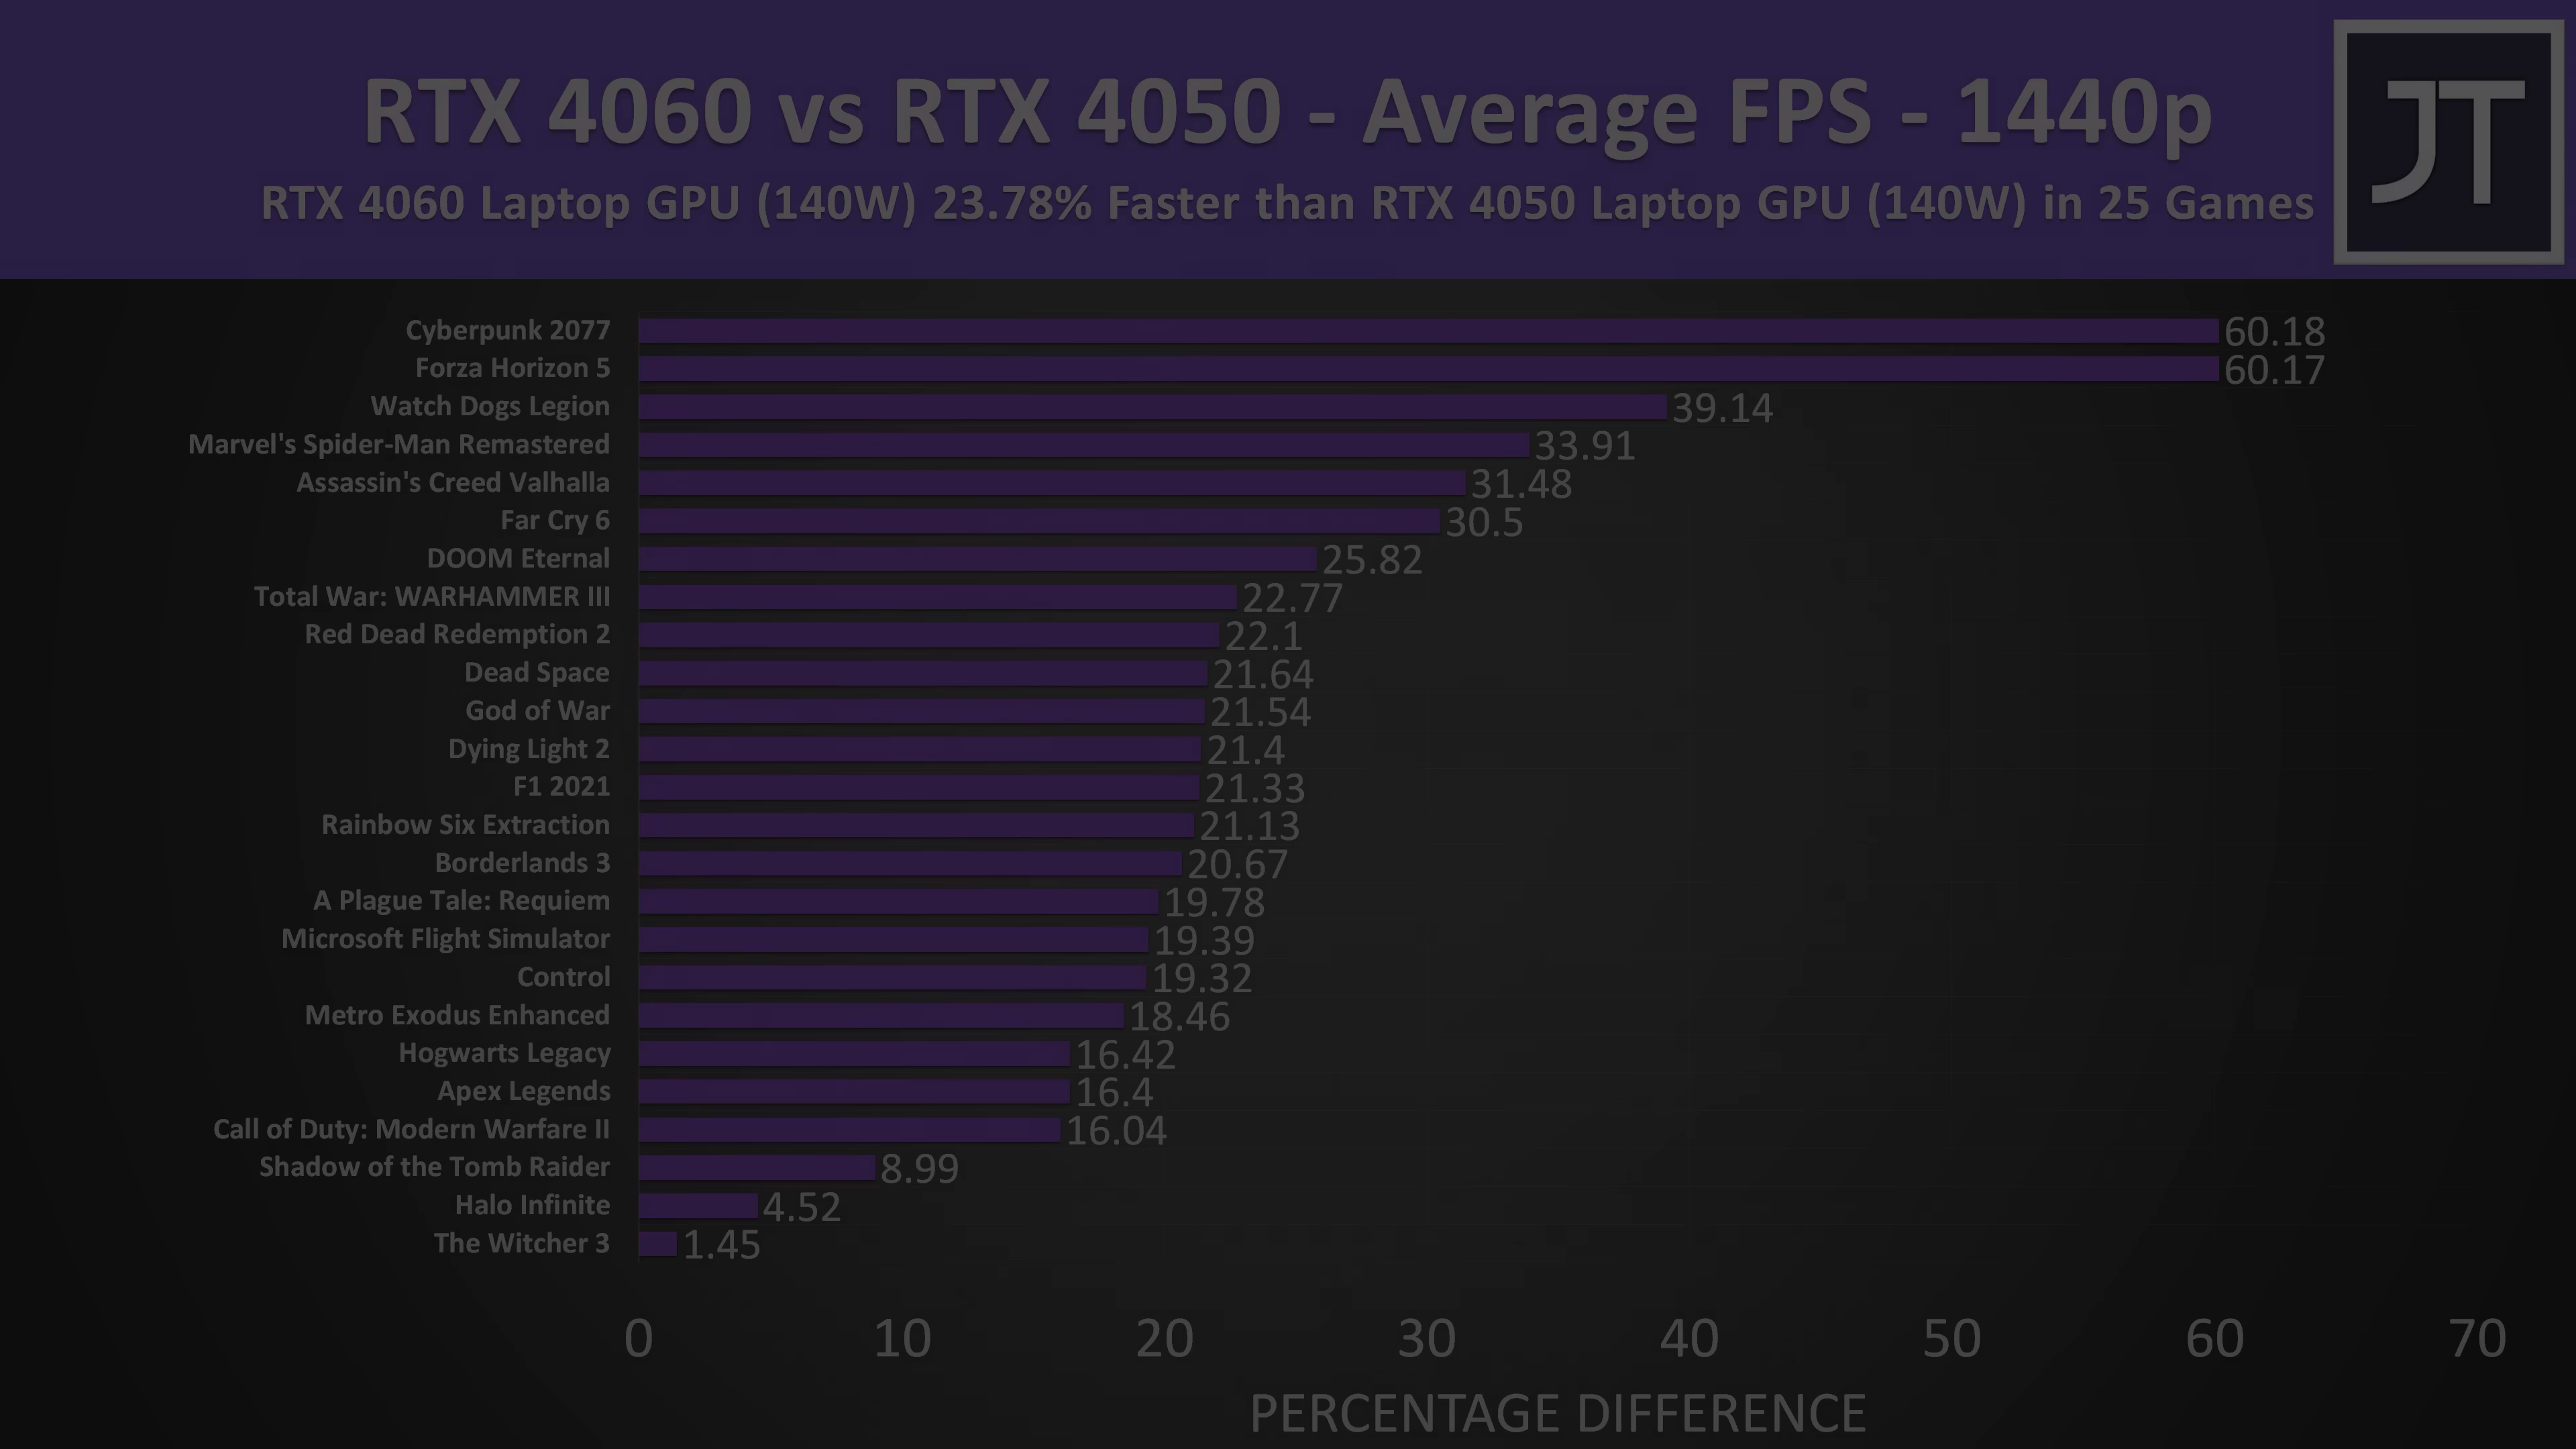 RTX 4060 vs RTX 4050 - Average FPS - 1440p
JT
RTX 4060 Laptop GPU (140W) 23.78% Faster than RTX 4050 Laptop GPU (140W) in 25 Games
Cyberpunk 2077 60.18
Forza Horizon 5 60.17
Watch Dogs Legion 39.14
Marvel's Spider-Man Remastered 33.91
Assassin's Creed Valhalla 31.48
Far Cry 6 30.5
DOOM Eternal 25.82
Total War: WARHAMMER III 22.77
Red Dead Redemption 2 22.1
Dead Space 21.64
God of War 21.54
Dying Light 2 21.4
F1 2021 21.33
Rainbow Six Extraction 21.13
Borderlands 3 20.67
A Plague Tale: Requiem 19.78
Microsoft Flight Simulator 19.39
Control 19.32
Metro Exodus Enhanced 18.46
Hogwarts Legacy 16.42
Apex Legends 16.4
Call of Duty: Modern Warfare II 16.04
Shadow of the Tomb Raider 8.99
Halo Infinite 4.52
The Witcher 3 1.45
0 10 20 30 40 50 60 70
PERCENTAGE DIFFERENCE